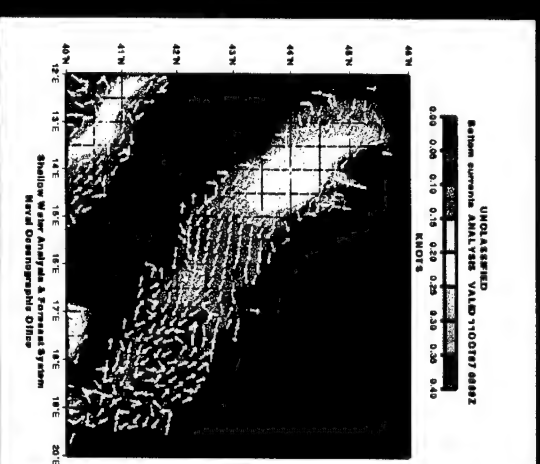 UNCLASSIFIED
Bottom currents ANALYSIS VALID
KNOTS
0.00 0.05 0.10 0.15 0.20 0.25 0.30 0.35 0.40
46°N
45°N
44°N
43°N
42°N
41°N
40°N
12°E 13°E 14°E 15°E 16°E 17°E 18°E 19°E 20°E
Shallow Water Analysis & Forecast System
Naval Oceanographic Office